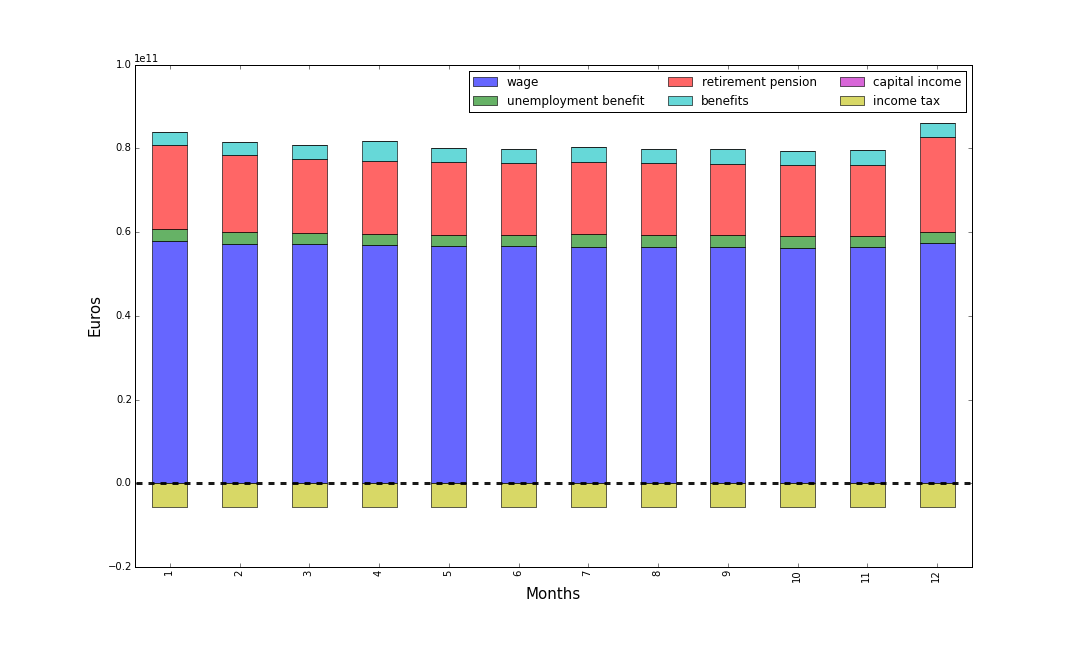 1e11
1.0
wage
retirement pension
capital income
unemployment benefit
benefits
income tax
0.8
0.6
0.4
Euros
0.2
0.0
−0.2
1
2
3
4
5
6
7
8
9
10
11
12
Months